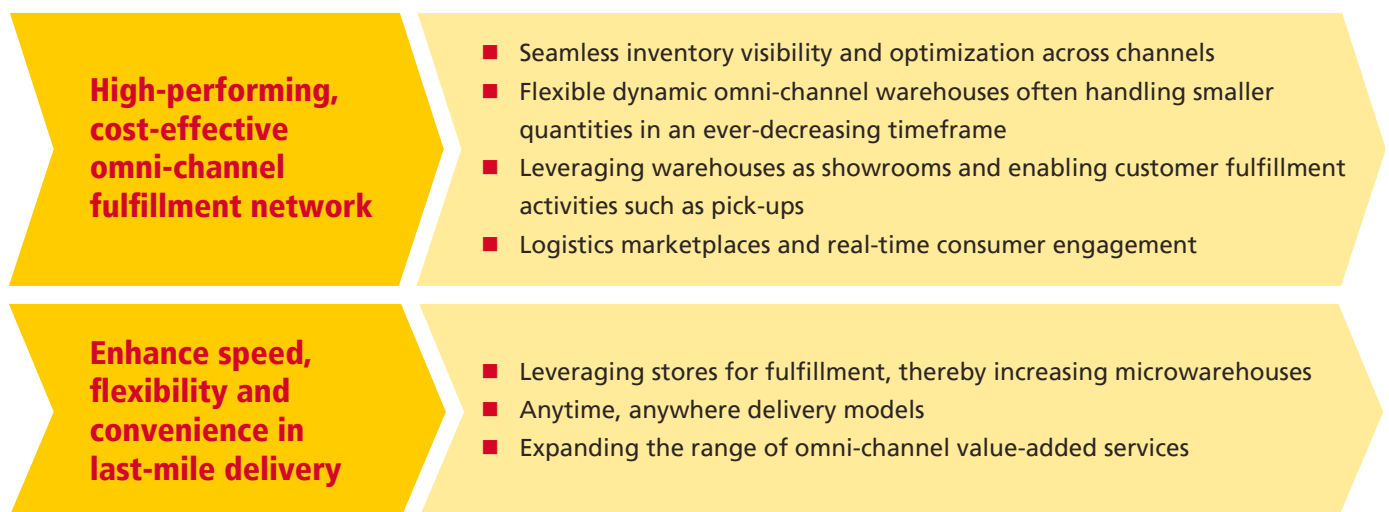 High-performing,
cost-effective
omni-channel
fulfillment network
■ Seamless inventory visibility and optimization across channels
■ Flexible dynamic omni-channel warehouses often handling smaller
quantities in an ever-decreasing timeframe
■ Leveraging warehouses as showrooms and enabling customer fulfillment
activities such as pick-ups
■ Logistics marketplaces and real-time consumer engagement
Enhance speed,
flexibility and
convenience in
last-mile delivery
■ Leveraging stores for fulfillment, thereby increasing microwarehouses
■ Anytime, anywhere delivery models
■ Expanding the range of omni-channel value-added services